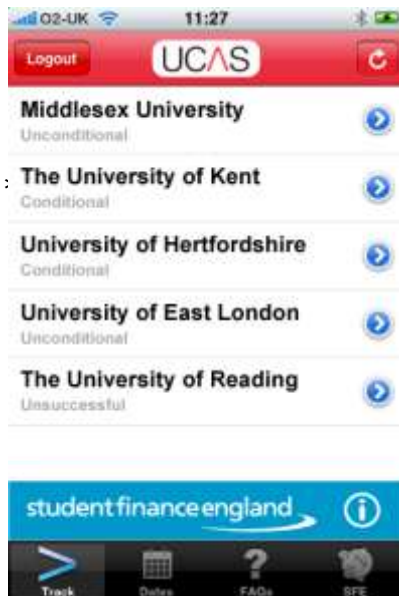 O2-UK 11:27
Logout UCAS
Middlesex University
Unconditional
The University of Kent
Conditional
University of Hertfordshire
Conditional
University of East London
Unconditional
The University of Reading
Unsuccessful
studentfinanceengland
Track Dates FAQs SFE